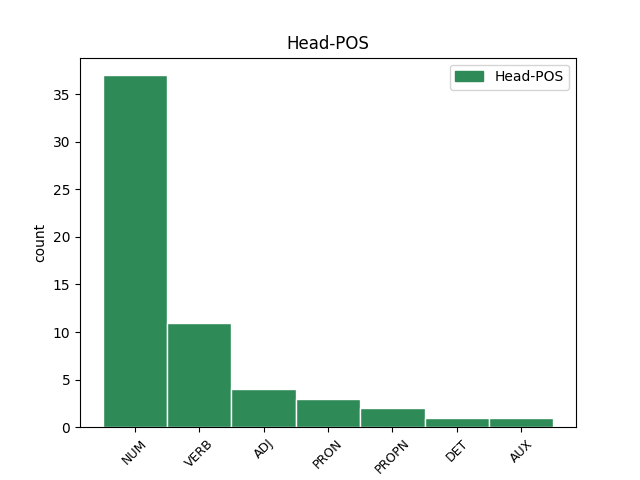 Head-POS
Head-POS
count
35
30
25
20
15
10
5
0
NUM
VERB
ADJ
PRON
PROPN
DET
AUX